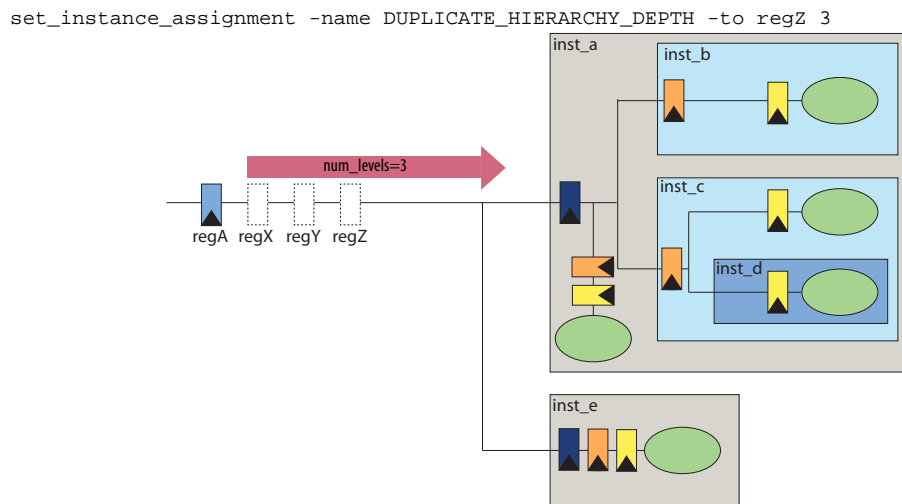 set_instance_assignment -name DUPLICATE_HIERARCHY_DEPTH -to regZ 3
inst_a
inst_b
num_levels=3
inst_c
regA
regX
regY
regZ
inst_d
inst_e